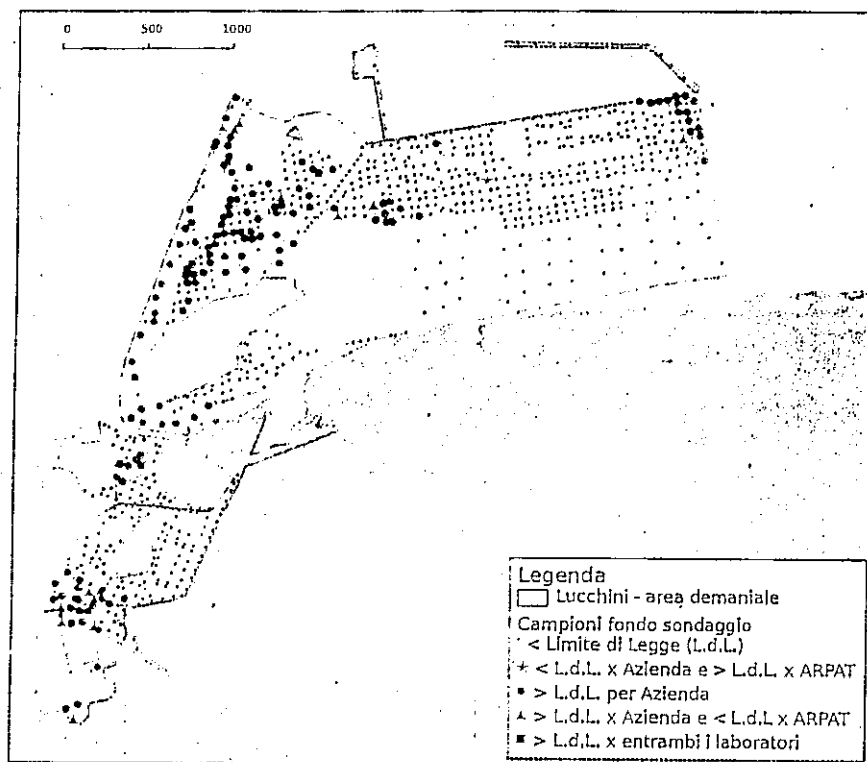 0 500 1000
Legenda
Lucchini - area demaniale
Campioni fondo sondaggio
< Limite di Legge (L.d.L.)
< L.d.L. x Azienda e > L.d.L. x ARPAT
> L.d.L. per Azienda
> L.d.L. x Azienda e < L.d.L x ARPAT
> L.d.L. x entrambi i laboratori